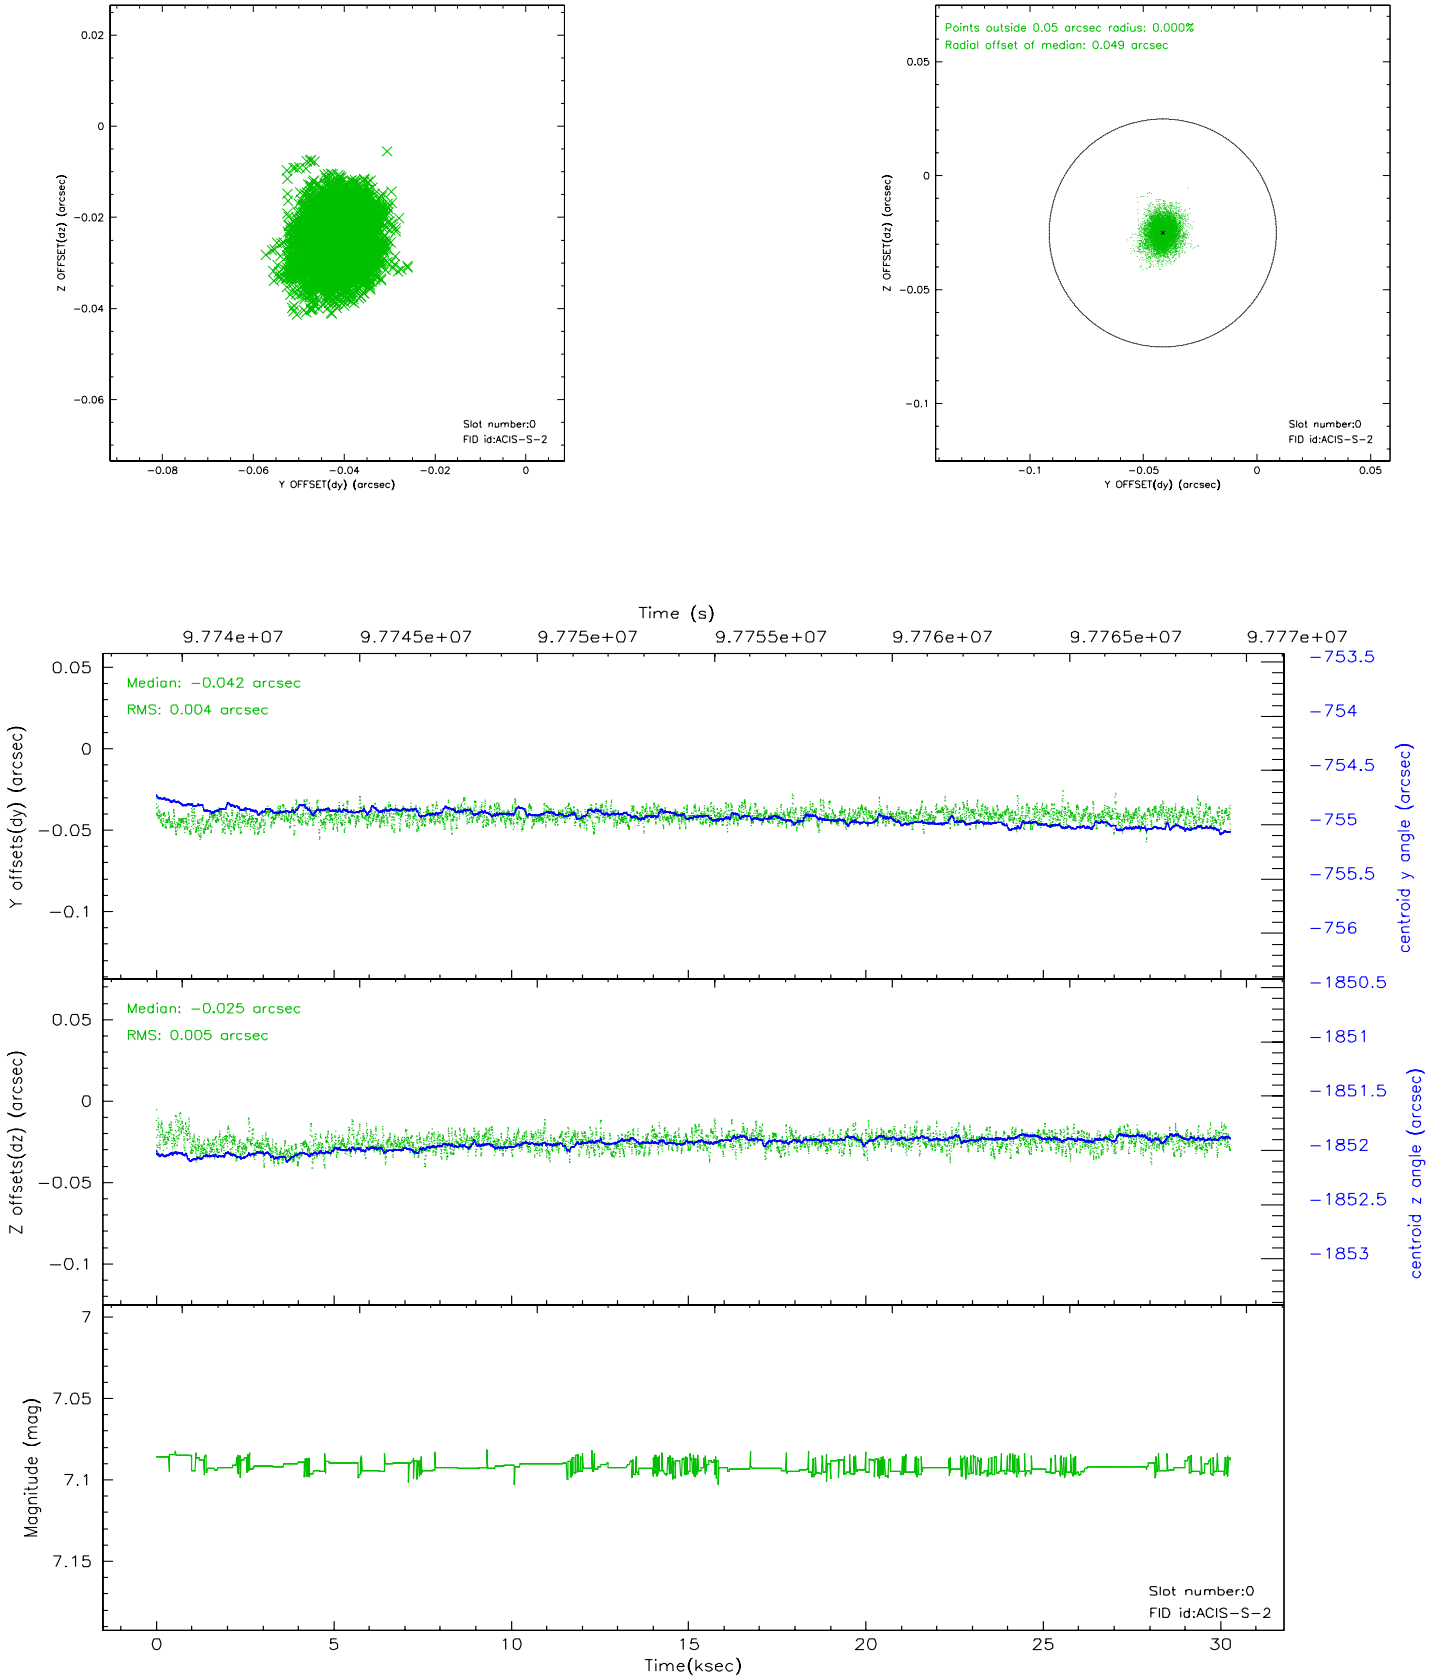 0.02
0
−0.02
−0.04
−0.06
Z OFFSET(dz) (arcsec)
Slot number:0
FID id:ACIS−S−2
−0.08
−0.06
−0.04
−0.02
0
Y OFFSET(dy) (arcsec)
Points outside 0.05 arcsec radius: 0.000%
Radial offset of median: 0.049 arcsec
0.05
0
−0.05
−0.1
Z OFFSET(dz) (arcsec)
Slot number:0
FID id:ACIS−S−2
−0.1
−0.05
0
0.05
Y OFFSET(dy) (arcsec)
Time (s)
9.774e+07
9.7745e+07
9.775e+07
9.7755e+07
9.776e+07
9.7765e+07
9.777e+07
Median: −0.042 arcsec
RMS: 0.004 arcsec
0.05
0
−0.05
−0.1
Y offsets(dy) (arcsec)
−753.5
−754
−754.5
−755
−755.5
−756
centroid y angle (arcsec)
Median: −0.025 arcsec
RMS: 0.005 arcsec
0.05
0
−0.05
−0.1
Z offsets(dz) (arcsec)
−1850.5
−1851
−1851.5
−1852
−1852.5
−1853
centroid z angle (arcsec)
7
7.05
7.1
7.15
Magnitude (mag)
Slot number:0
FID id:ACIS−S−2
0
5
10
15
20
25
30
Time(ksec)